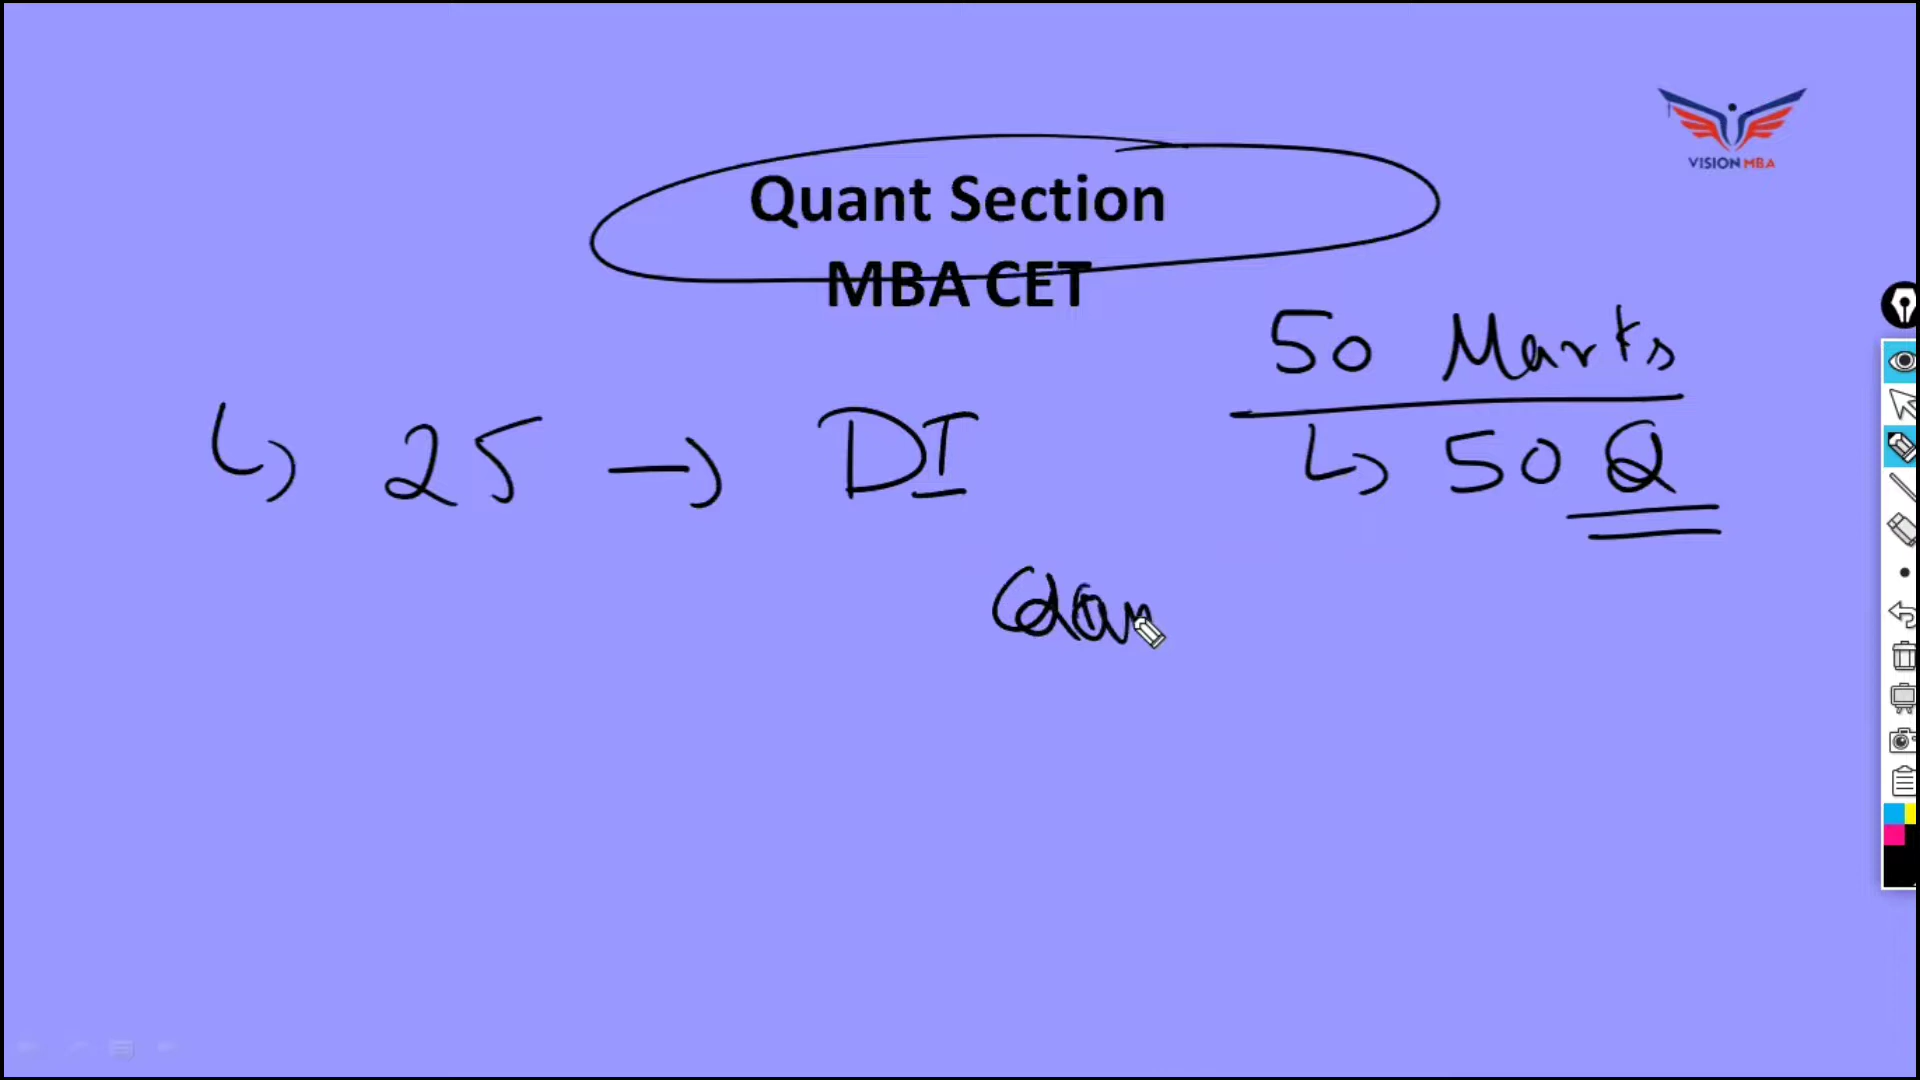 VISION MBA
Quant Section
MBA CET
50 Marks
↳ 50 Q
↳ 25 → DI